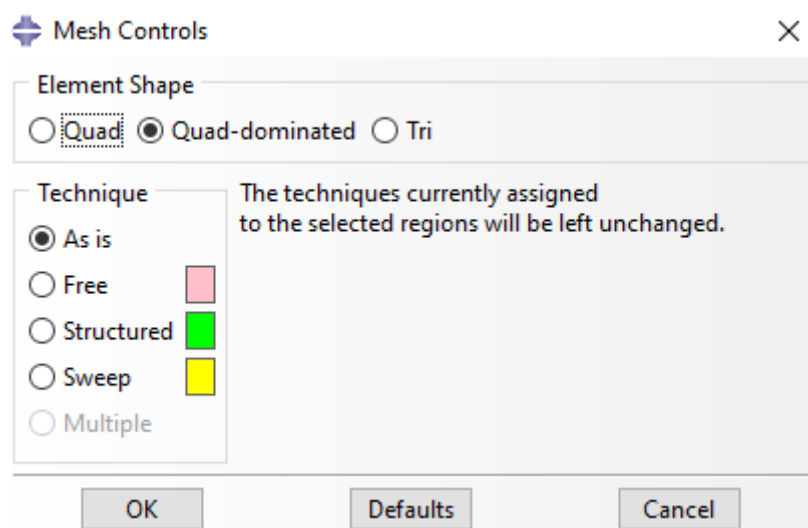 Mesh Controls
Element Shape
Quad Quad-dominated Tri
Technique
As is
Free
Structured
Sweep
Multiple
The techniques currently assigned
to the selected regions will be left unchanged.
OK Defaults Cancel